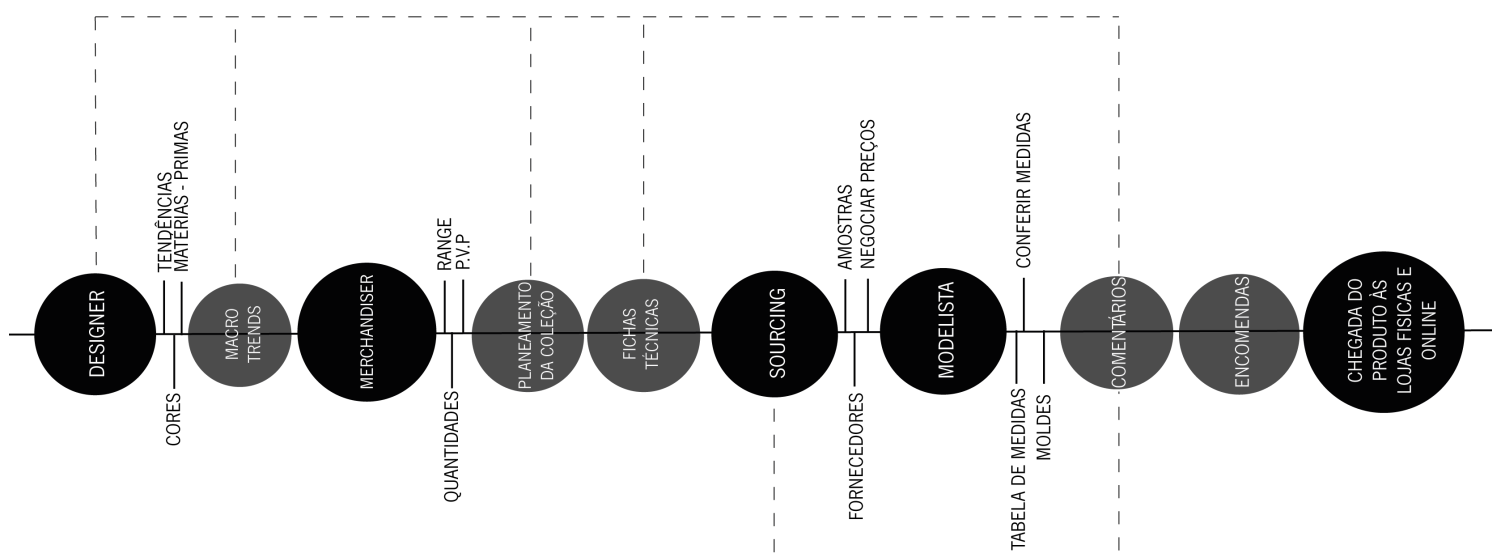 DESIGNER
TENDÊNCIAS
MATÉRIAS - PRIMAS
CORES
MACRO
TRENDS
MERCHANDISER
RANGE
P.V.P
QUANTIDADES
PLANEAMENTO
DA COLEÇÃO
FICHAS
TÉCNICAS
SOURCING
AMOSTRAS
NEGOCIAR PREÇOS
FORNECEDORES
MODELISTA
CONFERIR MEDIDAS
TABELA DE MEDIDAS
MOLDES
COMENTÁRIOS
ENCOMENDAS
CHEGADA DO
PRODUTO ÀS
LOJAS FISICAS E
ONLINE